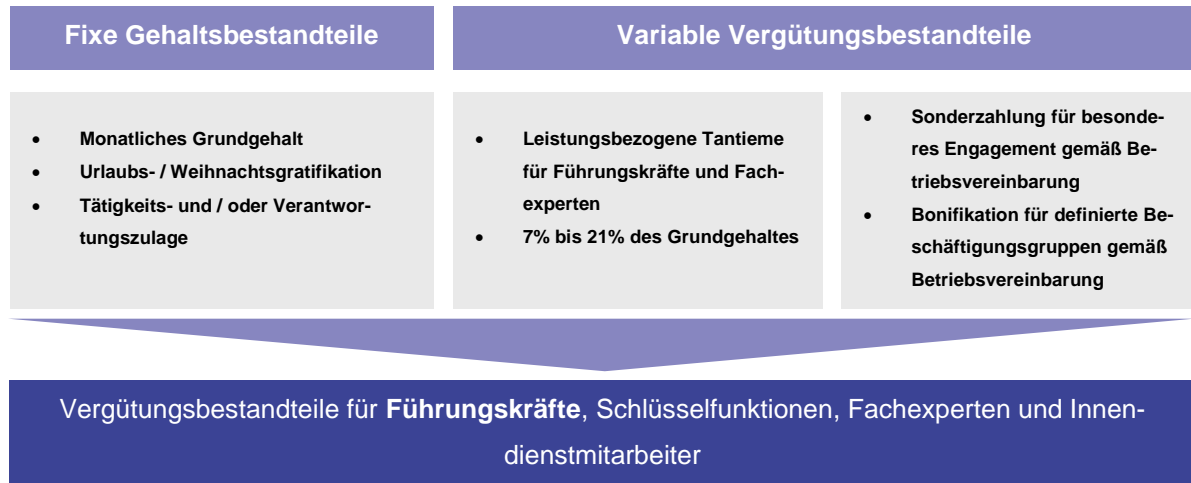 Fixe Gehaltsbestandteile
Variable Vergütungsbestandteile
• Monatliches Grundgehalt
• Urlaubs- / Weihnachtsgratifikation
• Tätigkeits- und / oder Verantwor-
tungszulage
• Leistungsbezogene Tantieme
für Führungskräfte und Fach-
experten
• 7% bis 21% des Grundgehaltes
• Sonderzahlung für besonde-
res Engagement gemäß Be-
triebsvereinbarung
• Bonifikation für definierte Be-
schäftigungsgruppen gemäß
Betriebsvereinbarung
Vergütungsbestandteile für Führungskräfte, Schlüsselfunktionen, Fachexperten und Innen-
dienstmitarbeiter